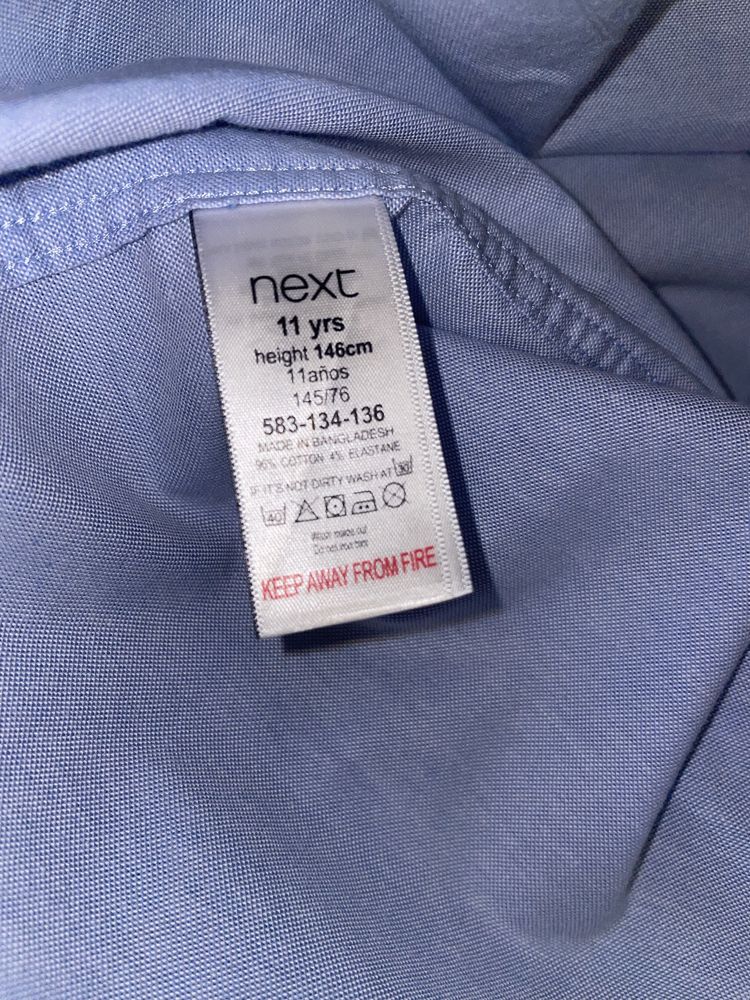 next
11 yrs
height 146cm
11años
145/76
583-134-136
MADE IN BANGLADESH
96% COTTON 4% ELASTANE
IF IT'S NOT DIRTY WASH AT 30
40
KEEP AWAY FROM FIRE